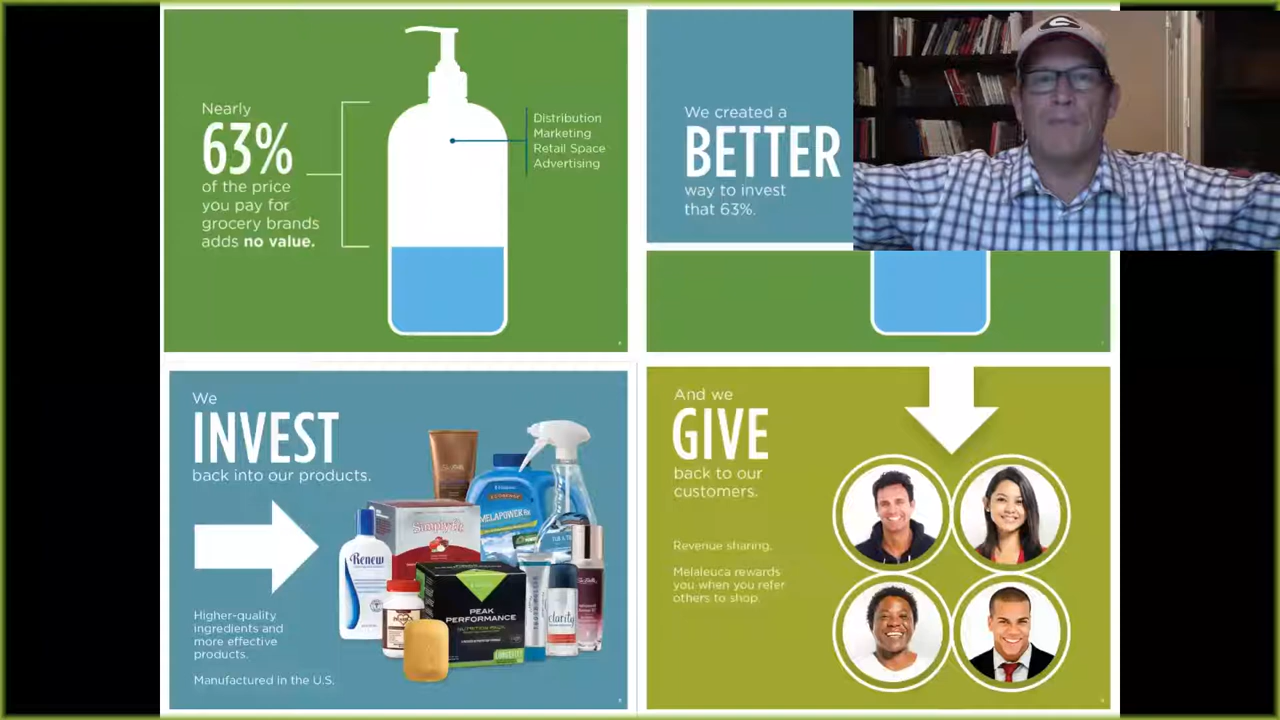 Nearly
63%
of the price
you pay for
grocery brands
adds no value.
Distribution
Marketing
Retail Space
Advertising
We created a
BETTER
way to invest
that 63%.
We
INVEST
back into our products.
Higher-quality
ingredients and
more effective
products.
Manufactured in the U.S.
Renew
MELAPOWER
PEAK
PERFORMANCE
clarity
And we
GIVE
back to our
customers.
Revenue sharing.
Melaleuca rewards
you when you refer
others to shop.